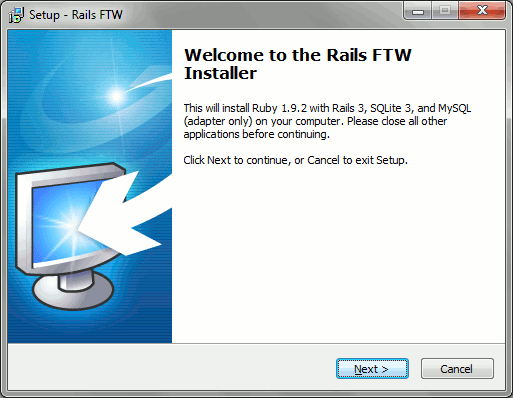 Setup - Rails FTW
Welcome to the Rails FTW
Installer
This will install Ruby 1.9.2 with Rails 3, SQLite 3, and MySQL
(adapter only) on your computer. Please close all other
applications before continuing.
Click Next to continue, or Cancel to exit Setup.
Next >
Cancel